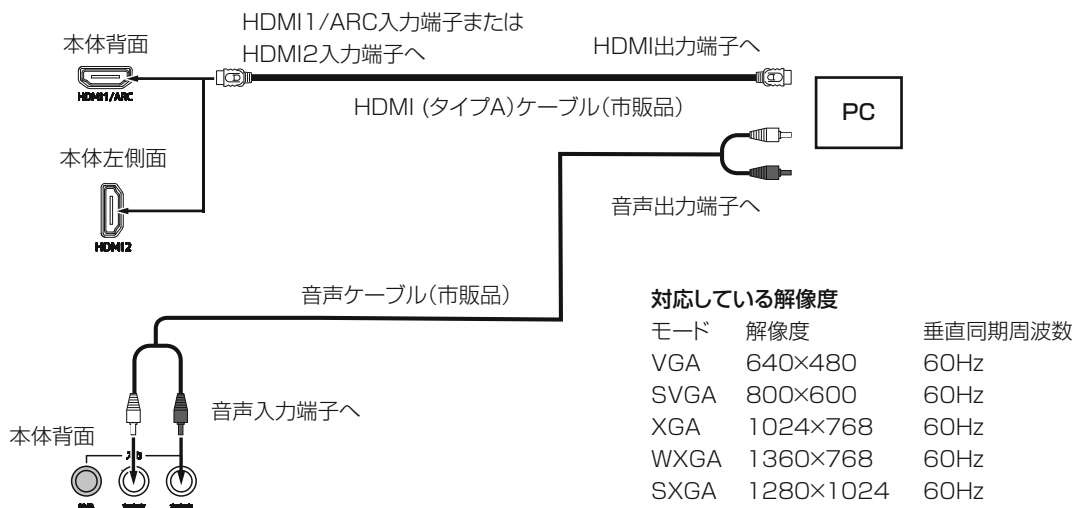 HDMI1/ARC入力端子または
HDMI2入力端子へ
本体背面
HDMI出力端子へ
HDMI1/ARC
HDMI (タイプA)ケーブル(市販品)
PC
本体左側面
音声出力端子へ
HDMI2
音声ケーブル(市販品)
対応している解像度
モード 解像度 垂直同期周波数
VGA 640×480 60Hz
SVGA 800×600 60Hz
XGA 1024×768 60Hz
WXGA 1360×768 60Hz
SXGA 1280×1024 60Hz
音声入力端子へ
本体背面